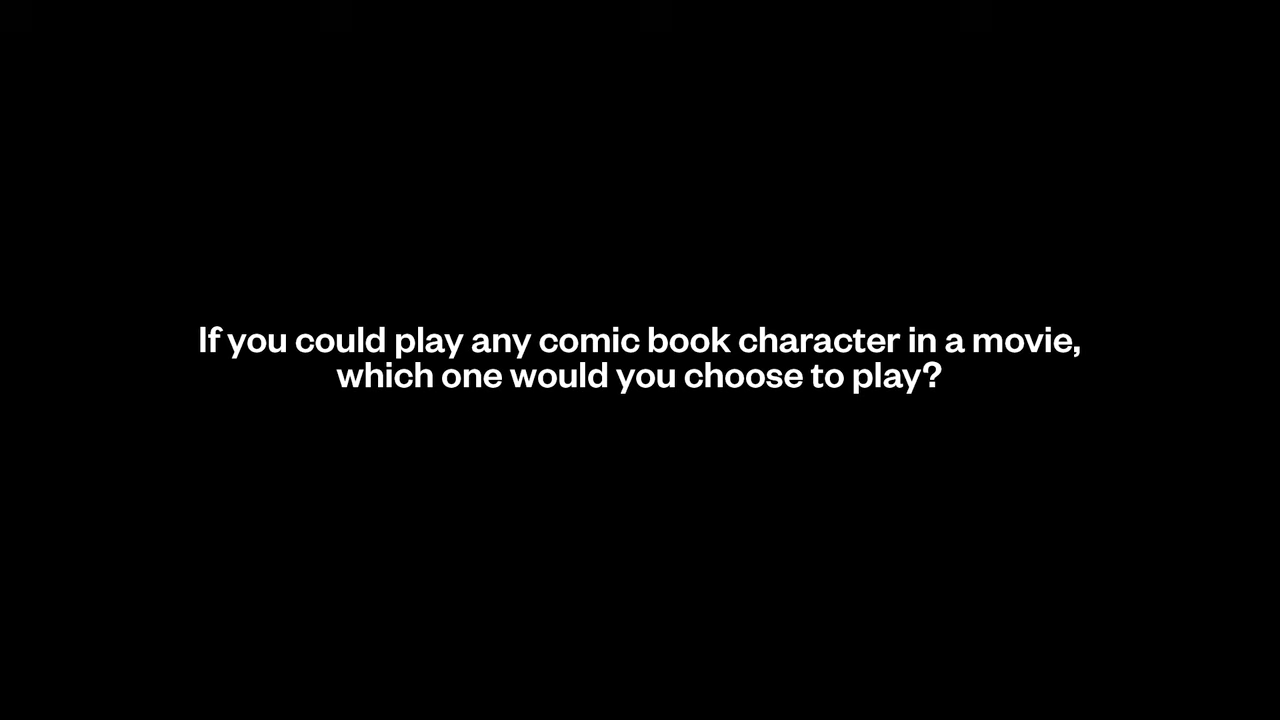 If you could play any comic book character in a movie,
which one would you choose to play?